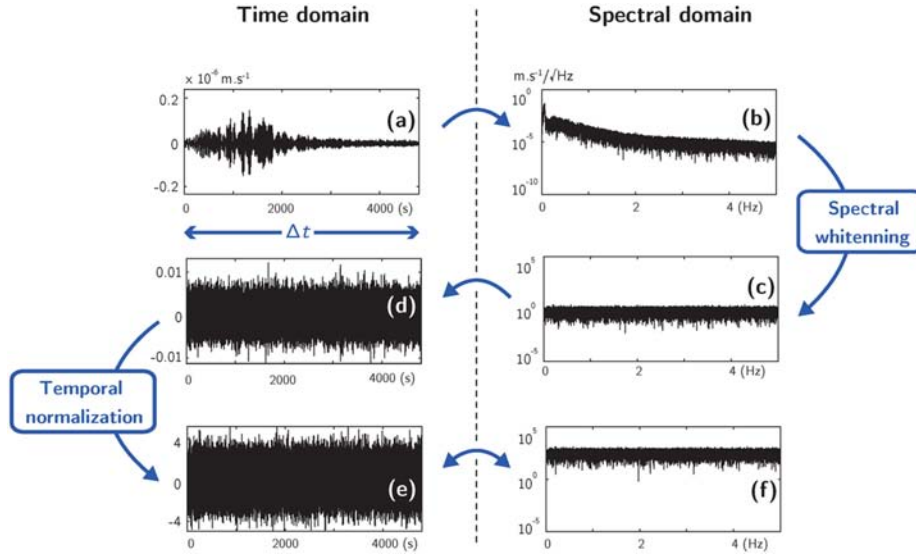 Time domain
Spectral domain
× 10⁻⁶ m.s⁻¹
0.2
0
-0.2
(a)
0 2000 4000 (s)
Δt
m.s⁻¹/√Hz
10⁰
10⁻⁵
10⁻¹⁰
(b)
0 2 4 (Hz)
Spectral
whitenning
0.01
0
-0.01
(d)
0 2000 4000 (s)
10⁵
10⁰
10⁻⁵
(c)
0 2 4 (Hz)
Temporal
normalization
4
0
-4
(e)
0 2000 4000 (s)
10⁵
10⁰
10⁻⁵
(f)
0 2 4 (Hz)